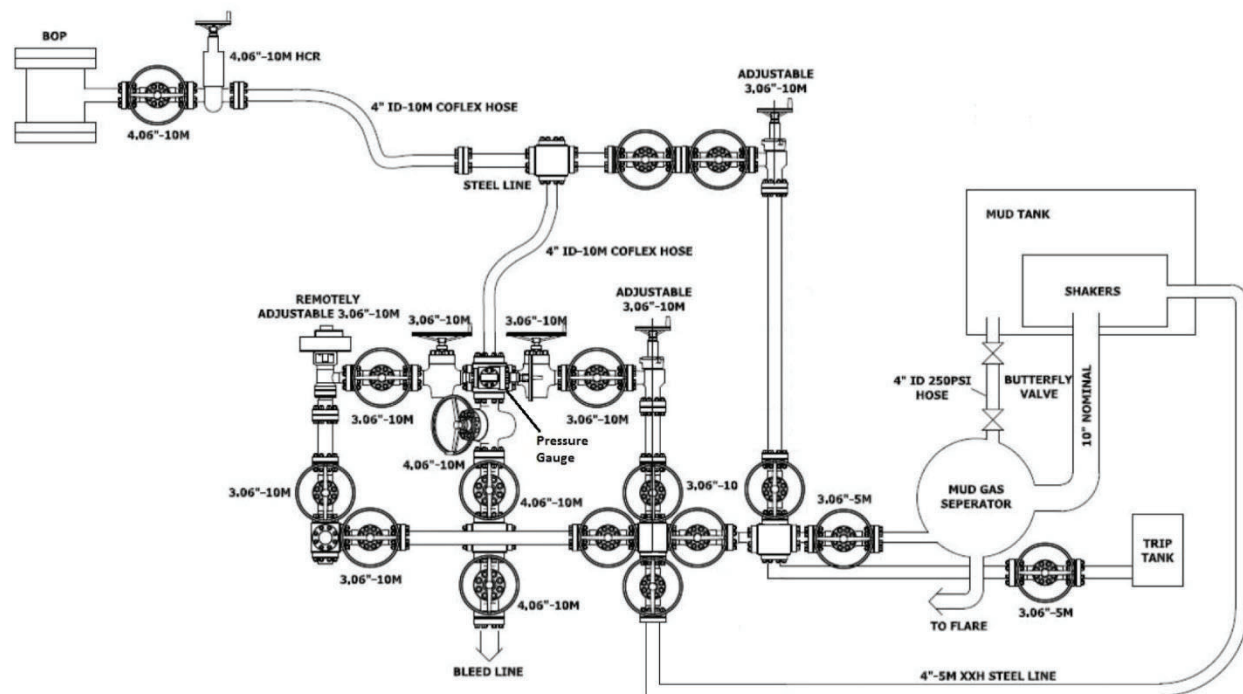 BOP
4,06"-10M HCR
4.06"-10M
4" ID-10M COFLEX HOSE
STEEL LINE
ADJUSTABLE
3,06"-10M
4" ID-10M COFLEX HOSE
MUD TANK
SHAKERS
REMOTELY
ADJUSTABLE 3.06"-10M
3,06"-10M
3.06"-10M
ADJUSTABLE
3,06"-10M
3.06"-10M
3.06"-10M
Pressure
Gauge
4" ID 250PSI
HOSE
BUTTERFLY
VALVE
10" NOMINAL
4,06"-10M
3.06"-10M
4.06"-10M
3,06"-10
3.06"-5M
MUD GAS
SEPERATOR
TRIP
TANK
3,06"-10M
4,06"-10M
3.06"-5M
TO FLARE
BLEED LINE
4"-5M XXH STEEL LINE